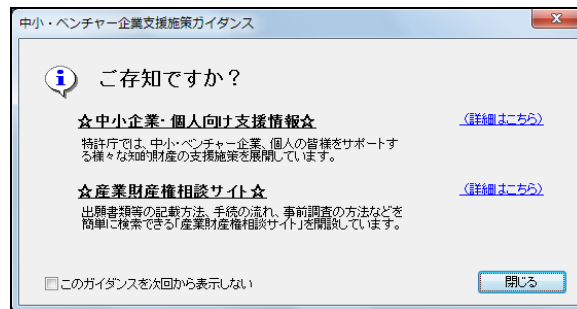 中小・ベンチャー企業支援施策ガイダンス
ご存知ですか？
☆中小企業・個人向け支援情報☆
（詳細はこちら）
特許庁では、中小・ベンチャー企業、個人の皆様をサポートす
る様々な知的財産の支援施策を展開しています。
☆産業財産権相談サイト☆
（詳細はこちら）
出願書類等の記載方法、手続の流れ、事前調査の方法などを
簡単に検索できる「産業財産権相談サイト」を開設しています。
このガイダンスを次回から表示しない
閉じる